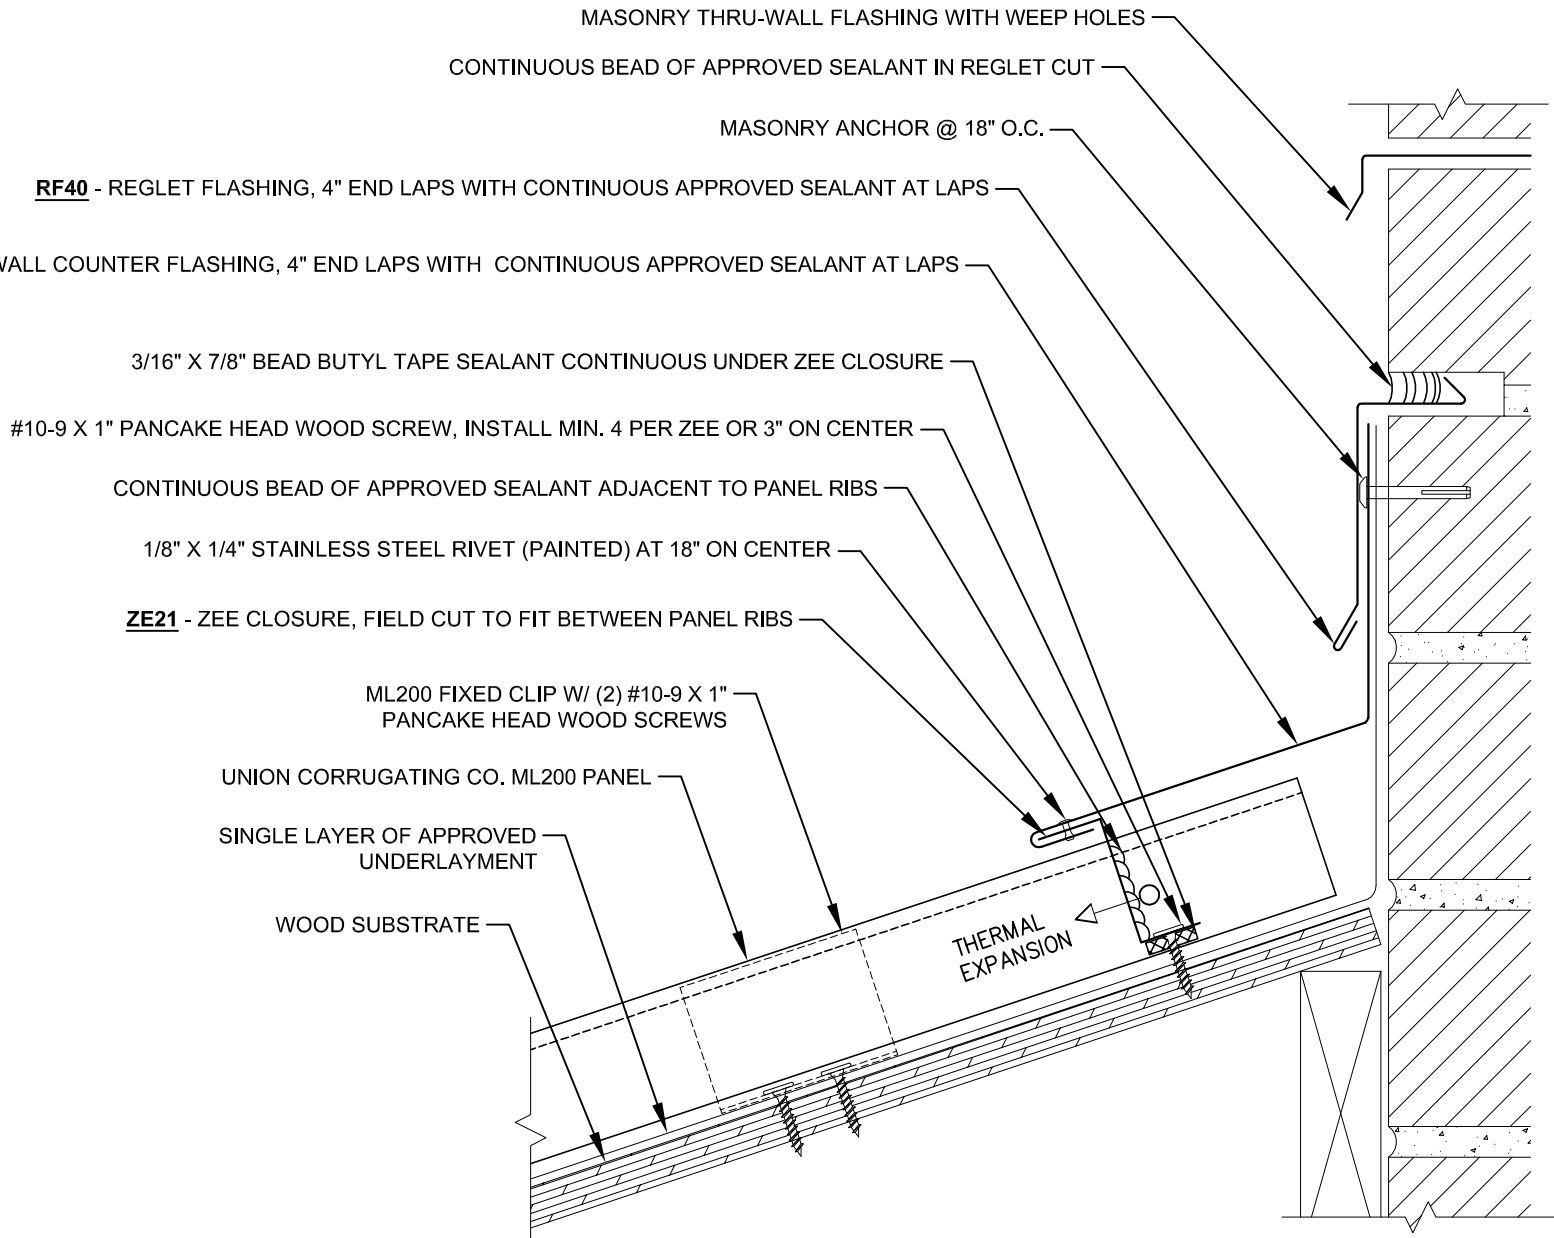 MASONRY THRU-WALL FLASHING WITH WEEP HOLES
CONTINUOUS BEAD OF APPROVED SEALANT IN REGLET CUT
MASONRY ANCHOR @ 18" O.C.
RF40 - REGLET FLASHING, 4" END LAPS WITH CONTINUOUS APPROVED SEALANT AT LAPS
WALL COUNTER FLASHING, 4" END LAPS WITH CONTINUOUS APPROVED SEALANT AT LAPS
3/16" X 7/8" BEAD BUTYL TAPE SEALANT CONTINUOUS UNDER ZEE CLOSURE
#10-9 X 1" PANCAKE HEAD WOOD SCREW, INSTALL MIN. 4 PER ZEE OR 3" ON CENTER
CONTINUOUS BEAD OF APPROVED SEALANT ADJACENT TO PANEL RIBS
1/8" X 1/4" STAINLESS STEEL RIVET (PAINTED) AT 18" ON CENTER
ZE21 - ZEE CLOSURE, FIELD CUT TO FIT BETWEEN PANEL RIBS
ML200 FIXED CLIP W/ (2) #10-9 X 1"
PANCAKE HEAD WOOD SCREWS
UNION CORRUGATING CO. ML200 PANEL
SINGLE LAYER OF APPROVED
UNDERLAYMENT
WOOD SUBSTRATE
THERMAL
EXPANSION